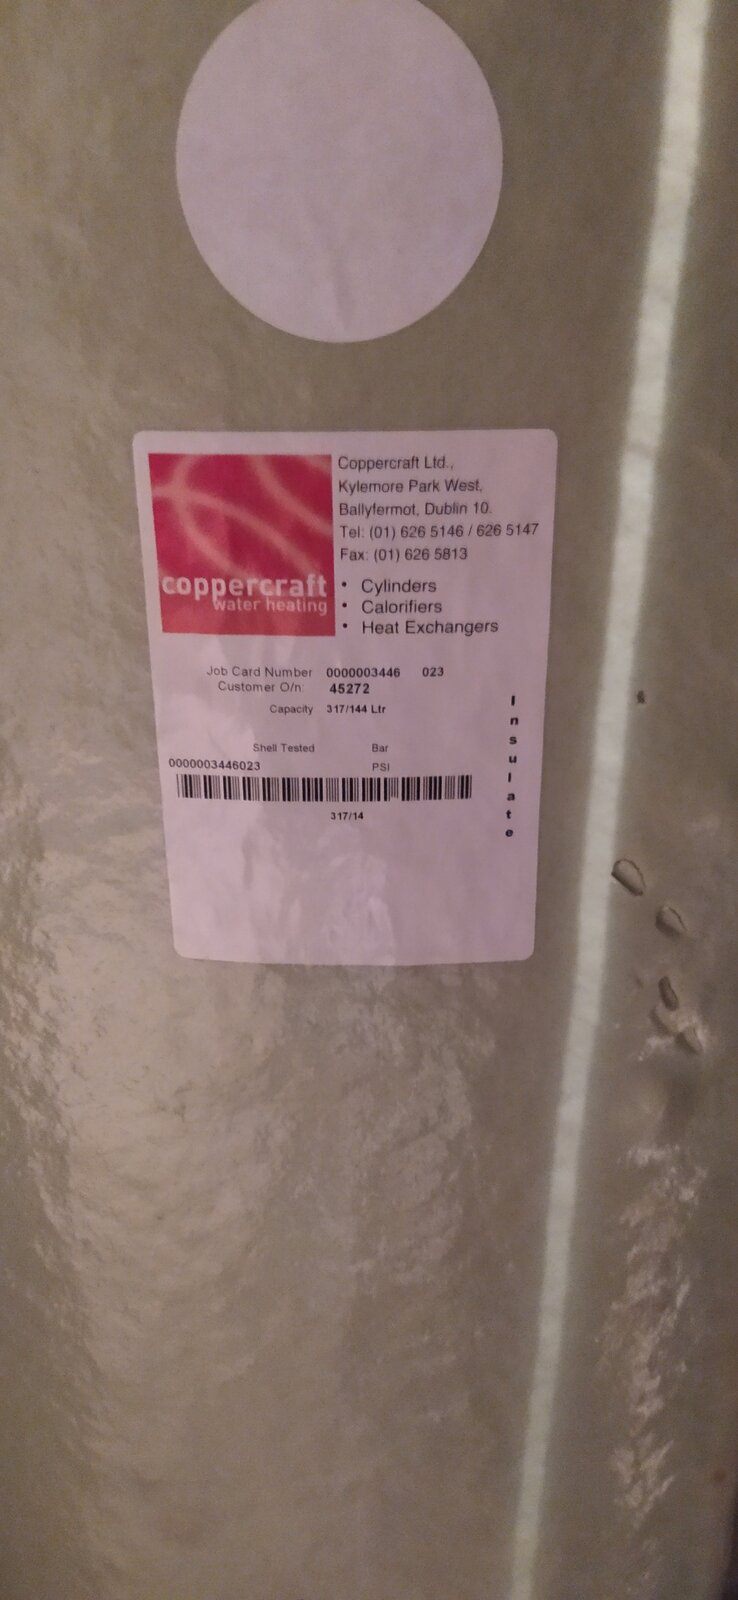 Coppercraft Ltd.,
Kylemore Park West,
Ballyfermot, Dublin 10.
Tel: (01) 626 5146 / 626 5147
Fax: (01) 626 5813
coppercraft
water heating
• Cylinders
• Calorifiers
• Heat Exchangers
Job Card Number 0000003446 023
Customer O/n: 45272
Capacity 317/144 Ltr
Shell Tested Bar
0000003446023 PSI
317/14
Insulate